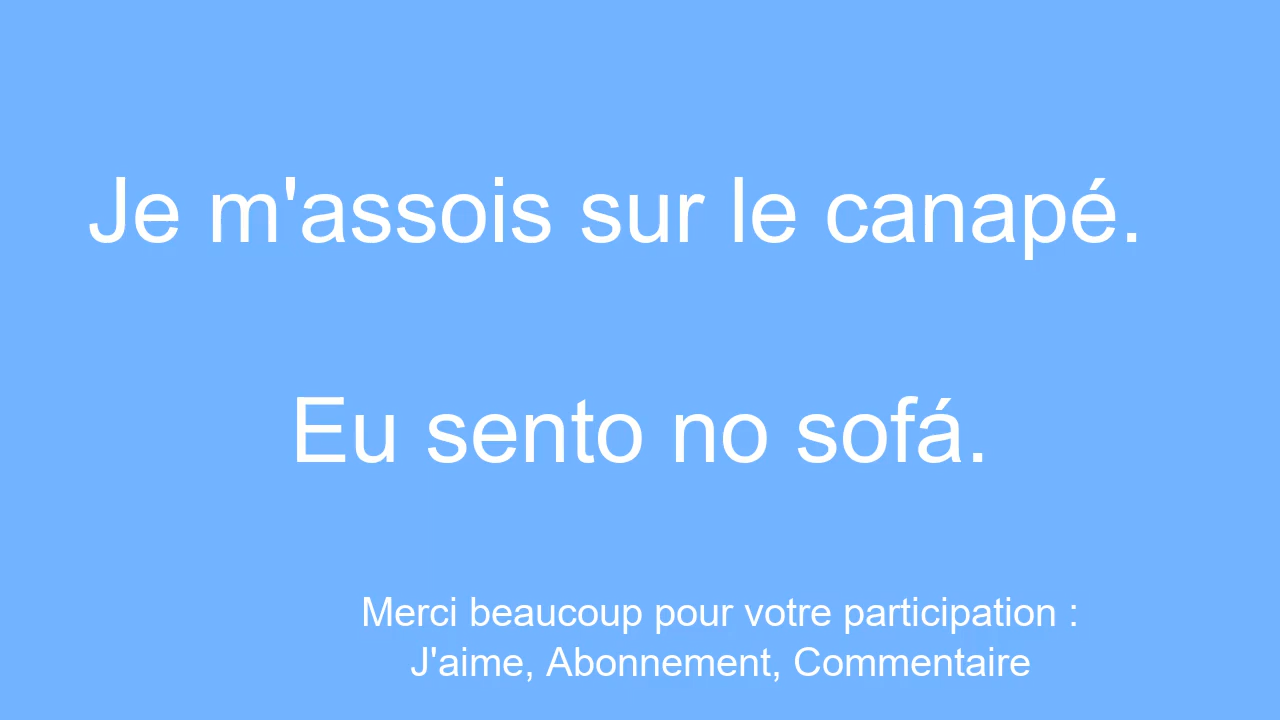 Je m'assois sur le canapé.
Eu sento no sofá.
Merci beaucoup pour votre participation :
J'aime, Abonnement, Commentaire